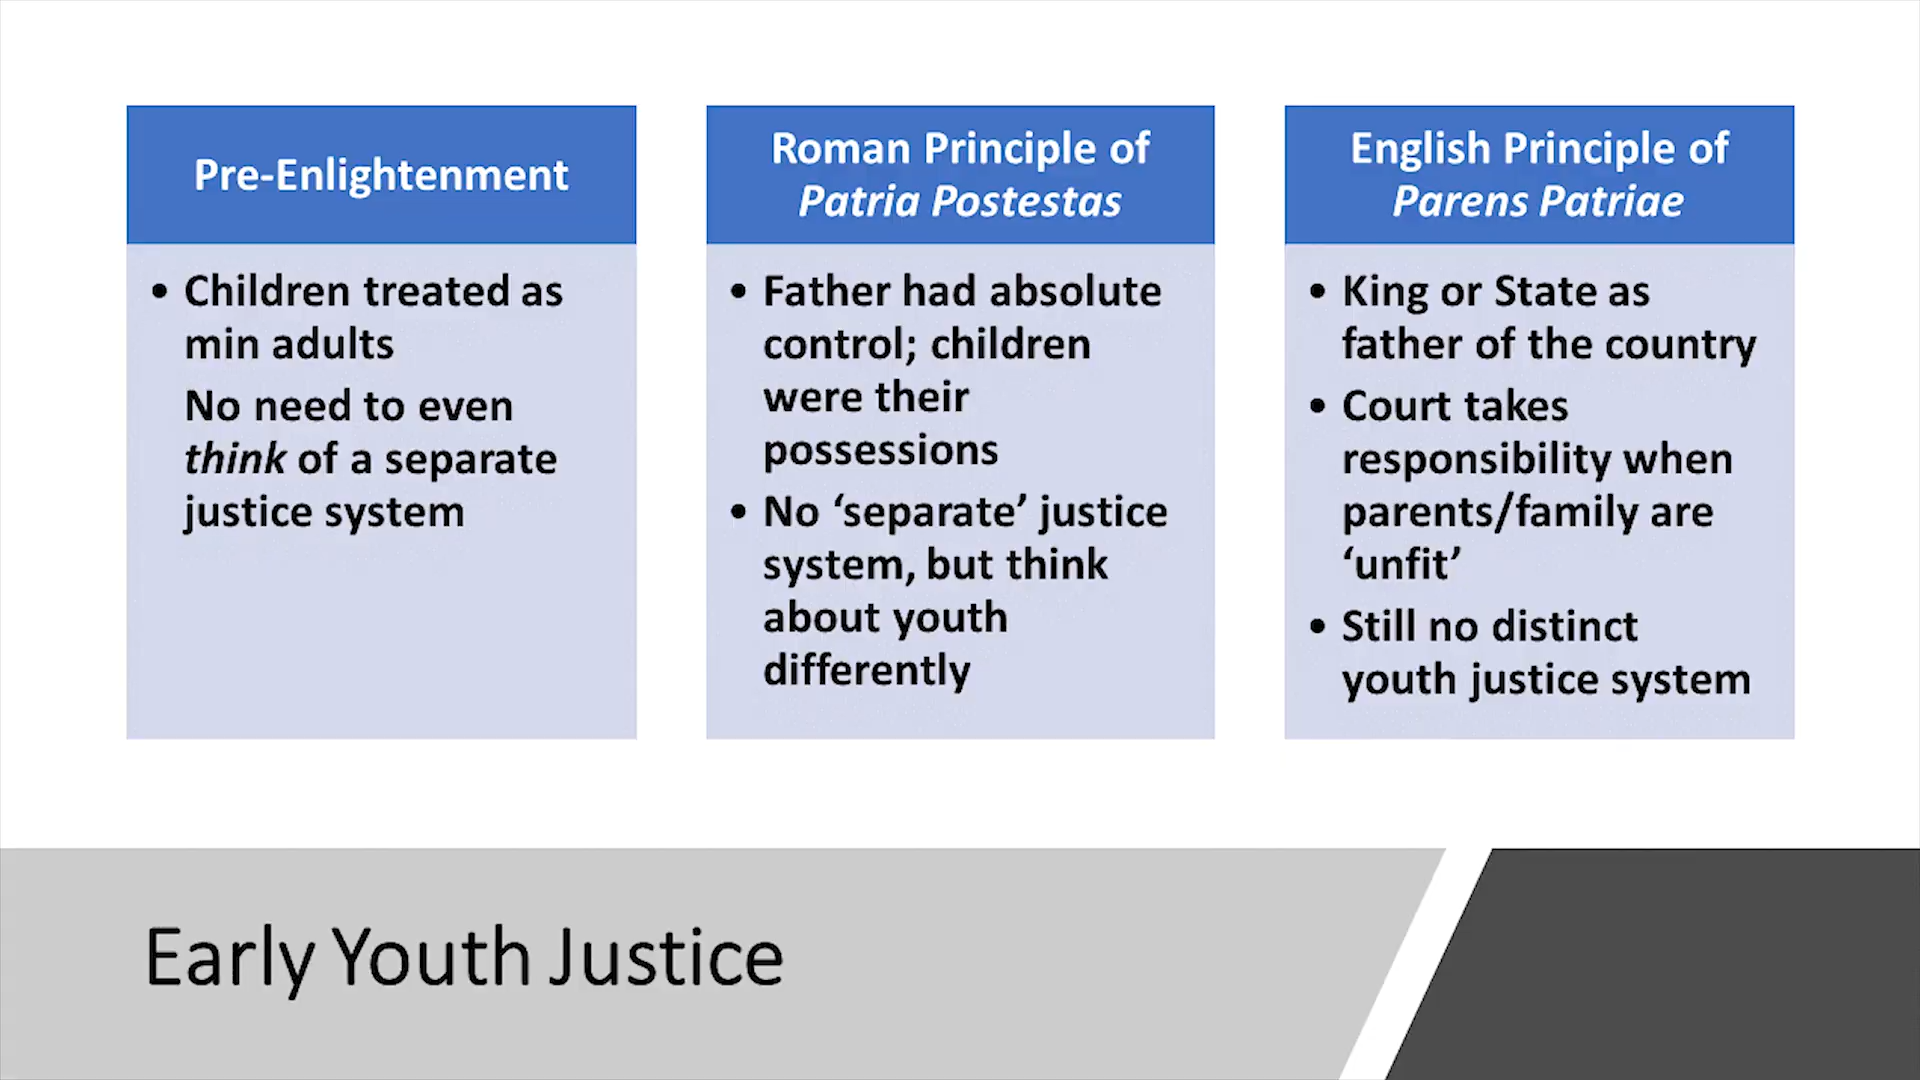 Pre-Enlightenment
• Children treated as
min adults
No need to even
think of a separate
justice system
Roman Principle of
Patria Postestas
• Father had absolute
control; children
were their
possessions
• No ‘separate’ justice
system, but think
about youth
differently
English Principle of
Parens Patriae
• King or State as
father of the country
• Court takes
responsibility when
parents/family are
‘unfit’
• Still no distinct
youth justice system
Early Youth Justice